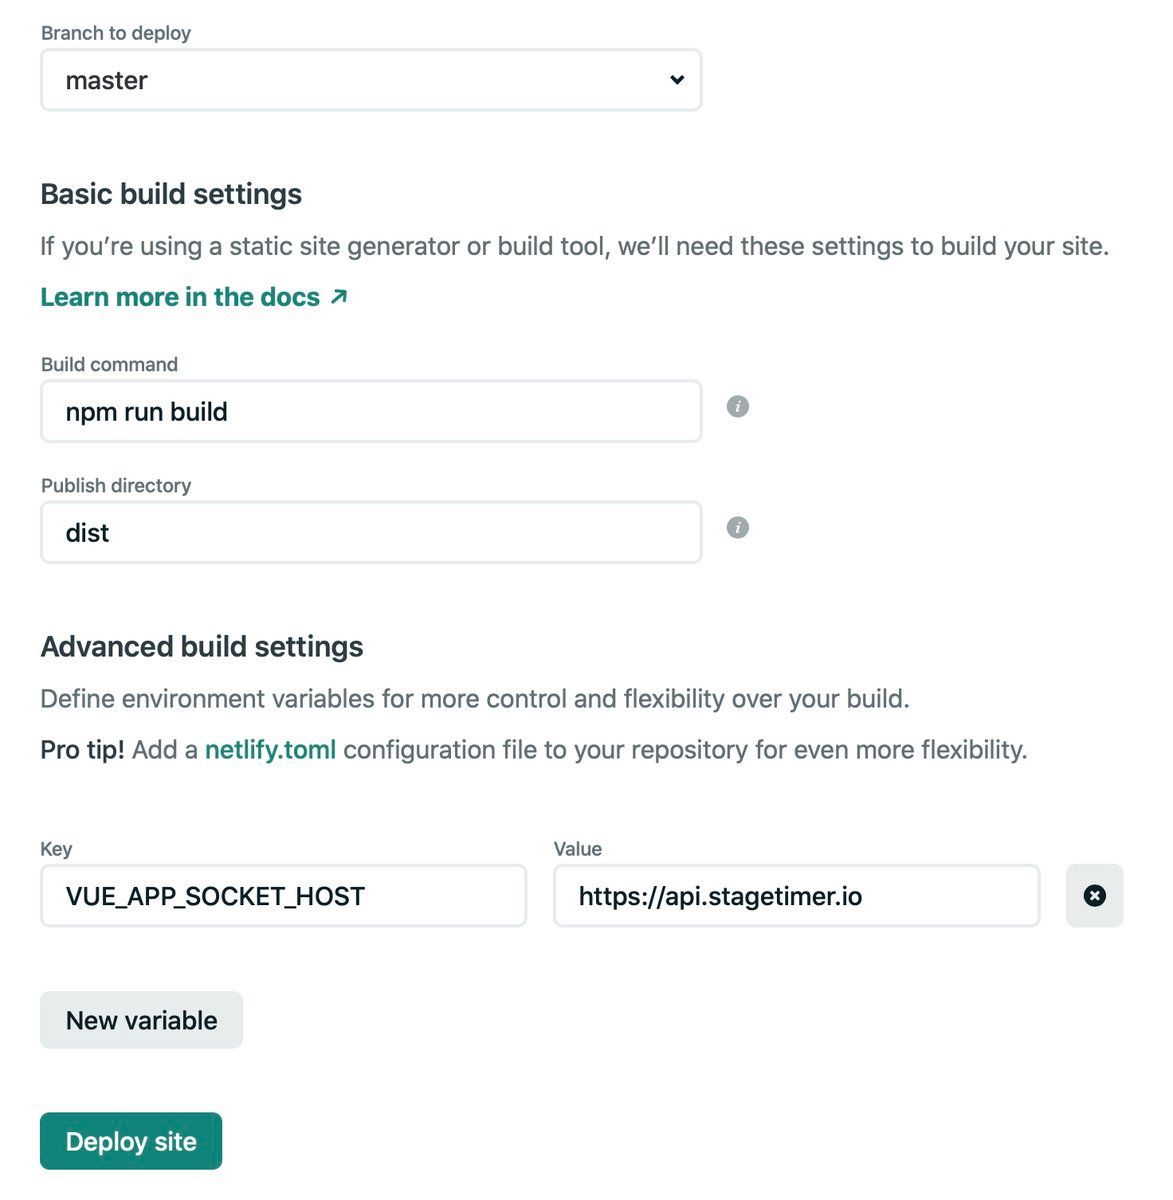 Branch to deploy
master
Basic build settings
If you’re using a static site generator or build tool, we’ll need these settings to build your site.
Learn more in the docs ↗
Build command
npm run build
Publish directory
dist
Advanced build settings
Define environment variables for more control and flexibility over your build.
Pro tip! Add a netlify.toml configuration file to your repository for even more flexibility.
Key Value
VUE_APP_SOCKET_HOST https://api.stagetimer.io
New variable
Deploy site